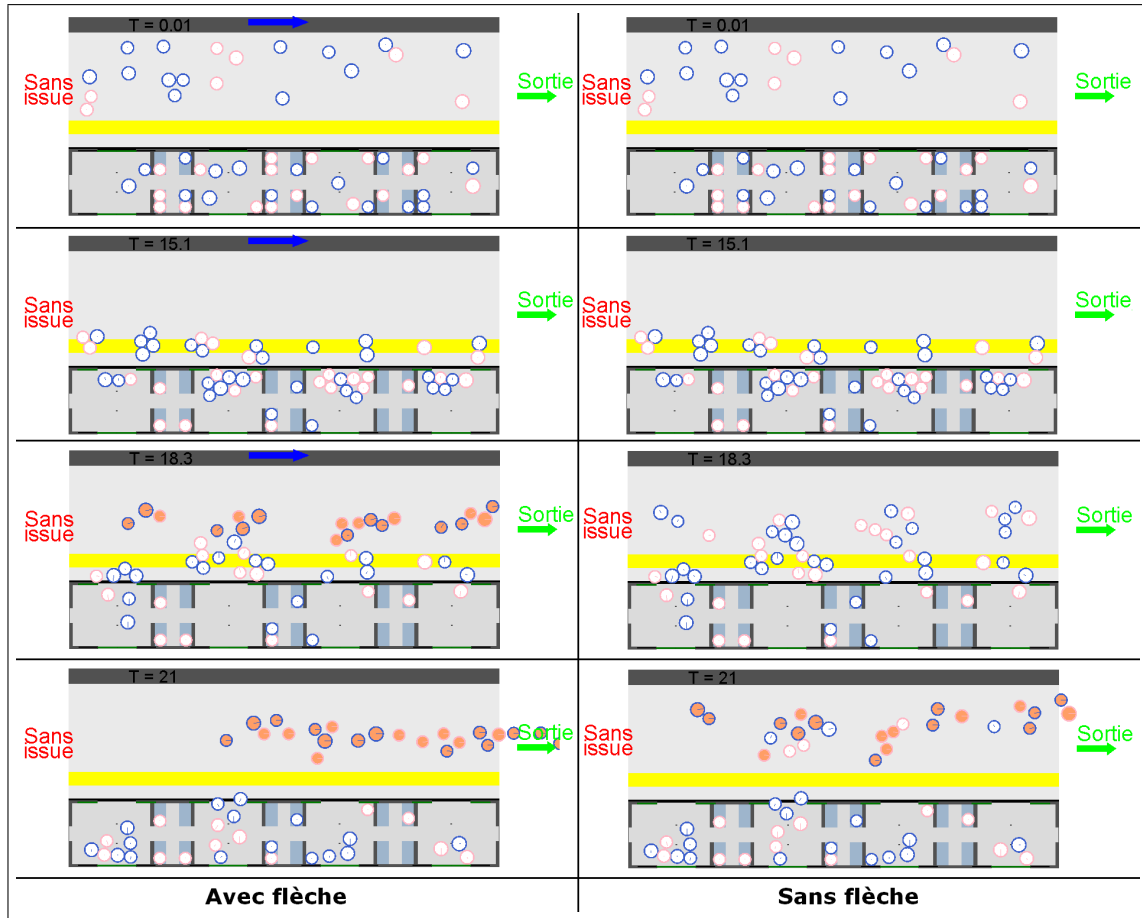 T = 0.01
T = 0.01
Sans
issue
Sortie
Sans
issue
Sortie
T = 15.1
T = 15.1
Sans
issue
Sortie
Sans
issue
Sortie
T = 18.3
T = 18.3
Sans
issue
Sortie
Sans
issue
Sortie
T = 21
T = 21
Sans
issue
Sortie
Sans
issue
Sortie
Avec flèche
Sans flèche